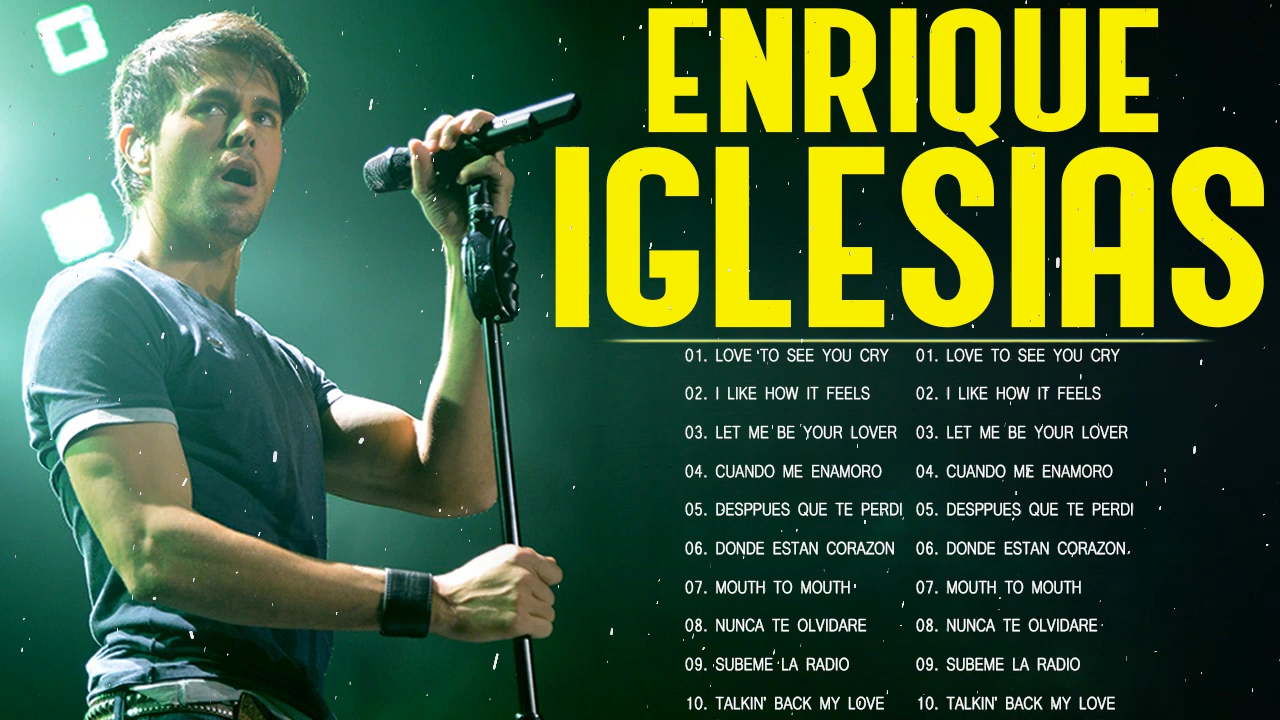 ENRIQUE
IGLESIAS
01. LOVE TO SEE YOU CRY
02. I LIKE HOW IT FEELS
03. LET ME BE YOUR LOVER
04. CUANDO ME ENAMORO
05. DESPPUES QUE TE PERDI
06. DONDE ESTAN CORAZON
07. MOUTH TO MOUTH
08. NUNCA TE OLVIDARE
09. SUBEME LA RADIO
10. TALKIN' BACK MY LOVE
01. LOVE TO SEE YOU CRY
02. I LIKE HOW IT FEELS
03. LET ME BE YOUR LOVER
04. CUANDO ME ENAMORO
05. DESPPUES QUE TE PERDI
06. DONDE ESTAN CORAZON
07. MOUTH TO MOUTH
08. NUNCA TE OLVIDARE
09. SUBEME LA RADIO
10. TALKIN' BACK MY LOVE